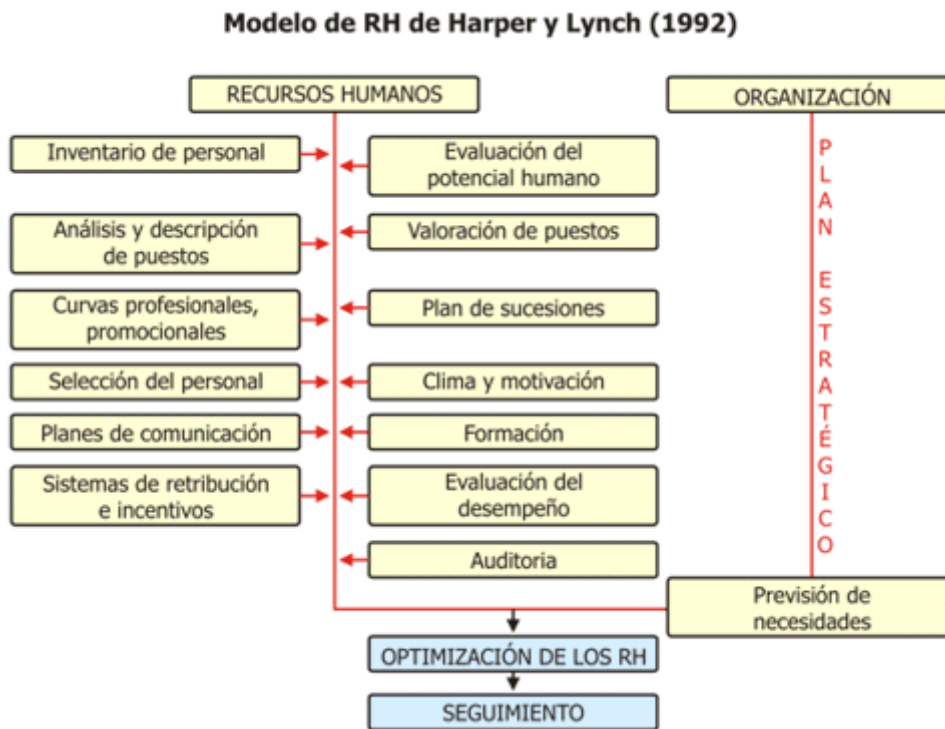 Modelo de RH de Harper y Lynch (1992)
RECURSOS HUMANOS
ORGANIZACIÓN
Inventario de personal
Evaluación del
potencial humano
Análisis y descripción
de puestos
Valoración de puestos
Curvas profesionales,
promocionales
Plan de sucesiones
Selección del personal
Clima y motivación
Planes de comunicación
Formación
Sistemas de retribución
e incentivos
Evaluación del
desempeño
Auditoria
PLAN ESTRATÉGICO
Previsión de
necesidades
OPTIMIZACIÓN DE LOS RH
SEGUIMIENTO